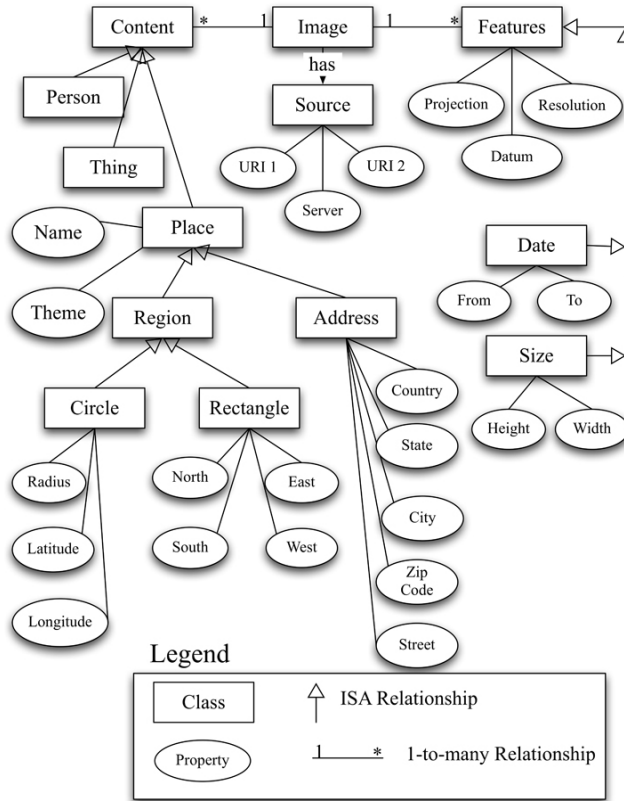 Content
*
1
Image
1
*
Features
has
Person
Source
Projection
Resolution
Thing
URI 1
URI 2
Datum
Server
Name
Place
Date
Theme
From
To
Region
Address
Size
Country
Circle
Rectangle
State
Height
Width
Radius
North
East
City
Latitude
South
West
Zip
Code
Longitude
Street
Legend
Class
ISA Relationship
Property
1
*
1-to-many Relationship